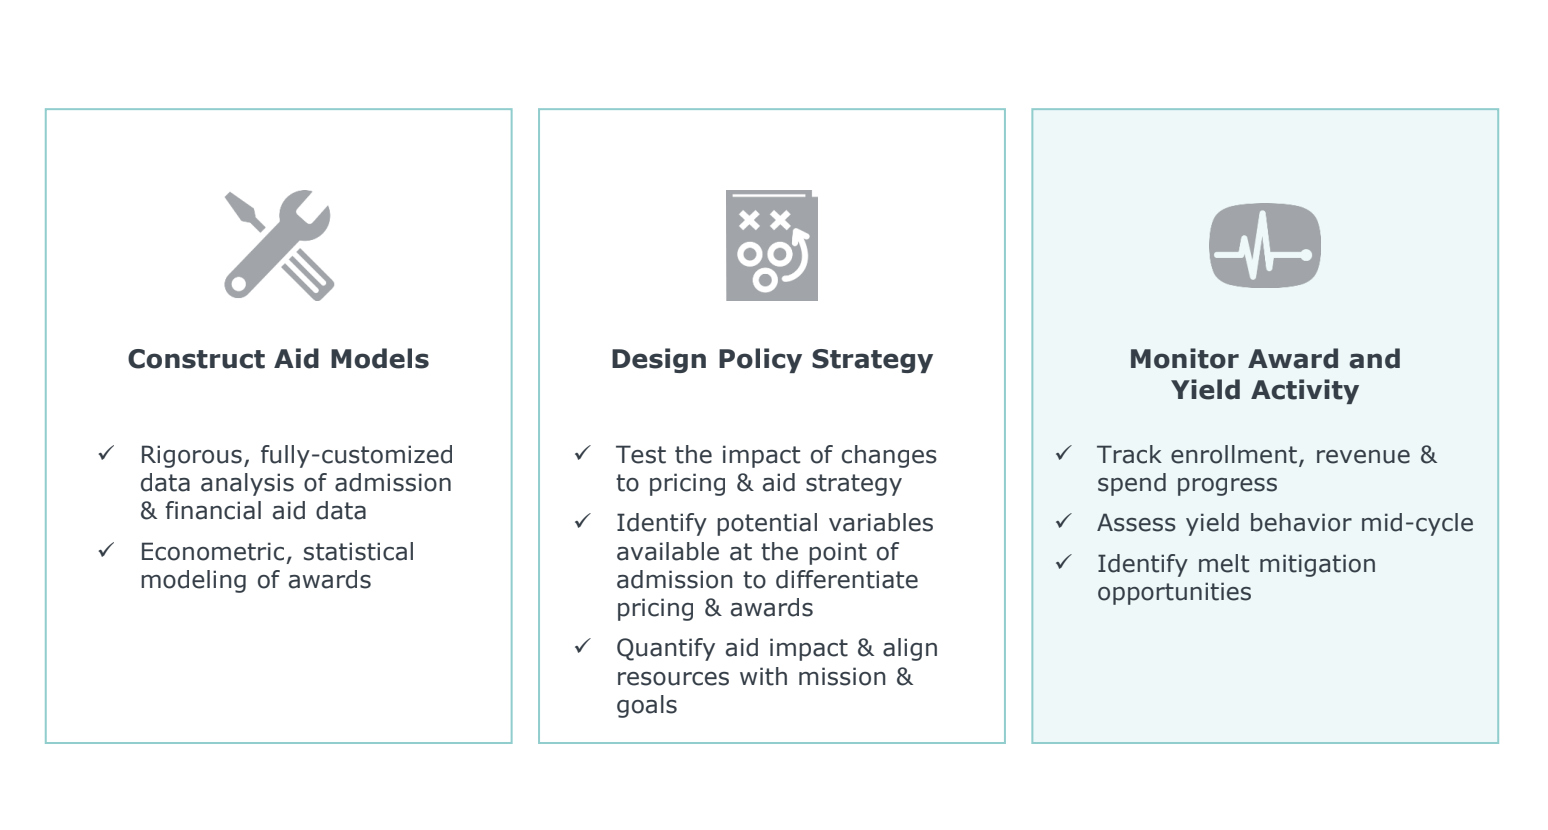 Construct Aid Models
✓ Rigorous, fully-customized
data analysis of admission
& financial aid data
✓ Econometric, statistical
modeling of awards
Design Policy Strategy
✓ Test the impact of changes
to pricing & aid strategy
✓ Identify potential variables
available at the point of
admission to differentiate
pricing & awards
✓ Quantify aid impact & align
resources with mission &
goals
Monitor Award and
Yield Activity
✓ Track enrollment, revenue &
spend progress
✓ Assess yield behavior mid-cycle
✓ Identify melt mitigation
opportunities